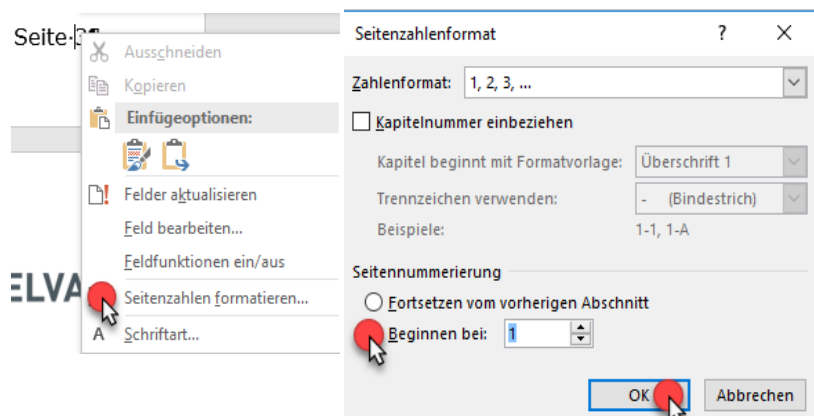 Seite·3¶
Ausschneiden
Kopieren
Einfügeoptionen:
Felder aktualisieren
Feld bearbeiten...
Feldfunktionen ein/aus
ELVA
Seitenzahlen formatieren...
A Schriftart...
Seitenzahlenformat ? X
Zahlenformat: 1, 2, 3, ...
Kapitelnummer einbeziehen
Kapitel beginnt mit Formatvorlage: Überschrift 1
Trennzeichen verwenden: - (Bindestrich)
Beispiele: 1-1, 1-A
Seitennummerierung
Fortsetzen vom vorherigen Abschnitt
Beginnen bei: 1
OK Abbrechen